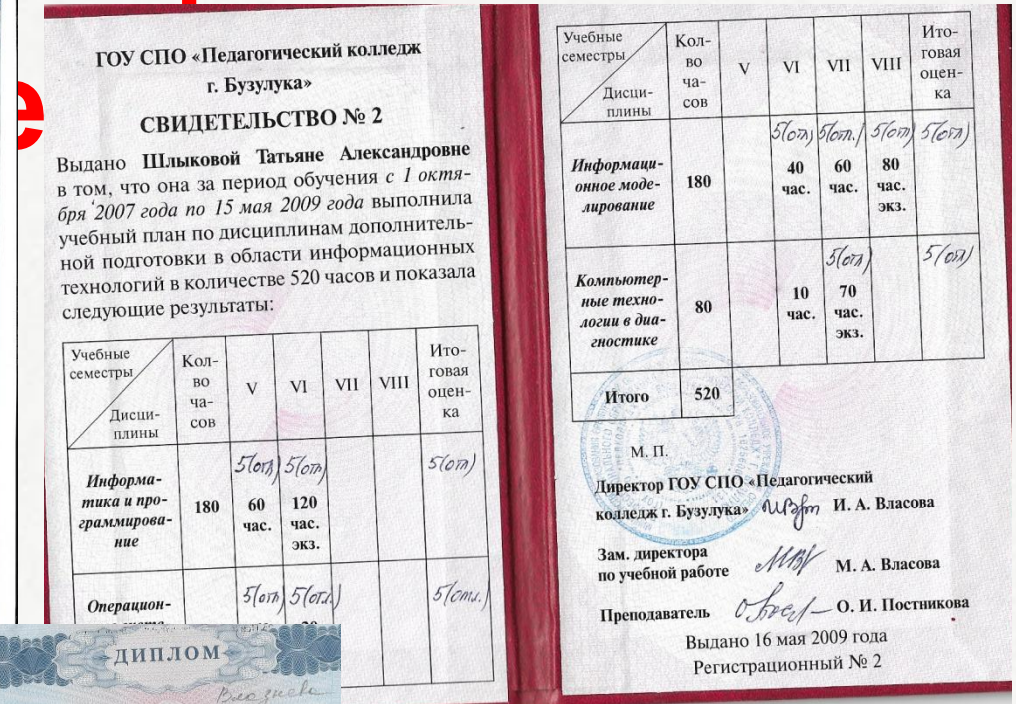 е
ГОУ СПО «Педагогический колледж
г. Бузулука»
СВИДЕТЕЛЬСТВО № 2
Выдано Шлыковой Татьяне Александровне
в том, что она за период обучения с 1 октя-
бря 2007 года по 15 мая 2009 года выполнила
учебный план по дисциплинам дополнитель-
ной подготовки в области информационных
технологий в количестве 520 часов и показала
следующие результаты:
Учебные семестры Дисци-плины Кол-во ча-сов V VI VII VIII Ито-говая оцен-ка
5(отл) 5(отл) 5(отл)
Информа-тика и про-граммирова-ние 180 60 час. 120 час. экз.
5(отл) 5(отл.) 5(отл.)
Операцион-
20
ДИПЛОМ
Учебные семестры Дисци-плины Кол-во ча-сов V VI VII VIII Ито-говая оцен-ка
5(отл) 5(отл.) 5(отл) 5(отл)
Информаци-онное моде-лирование 180 40 час. 60 час. 80 час. экз.
5(отл) 5(отл)
Компьютер-ные техно-логии в диа-гностике 80 10 час. 70 час. экз.
Итого 520
М. П.
Директор ГОУ СПО «Педагогический
колледж г. Бузулука» И. А. Власова
Зам. директора
по учебной работе М. А. Власова
Преподаватель О. И. Постникова
Выдано 16 мая 2009 года
Регистрационный № 2